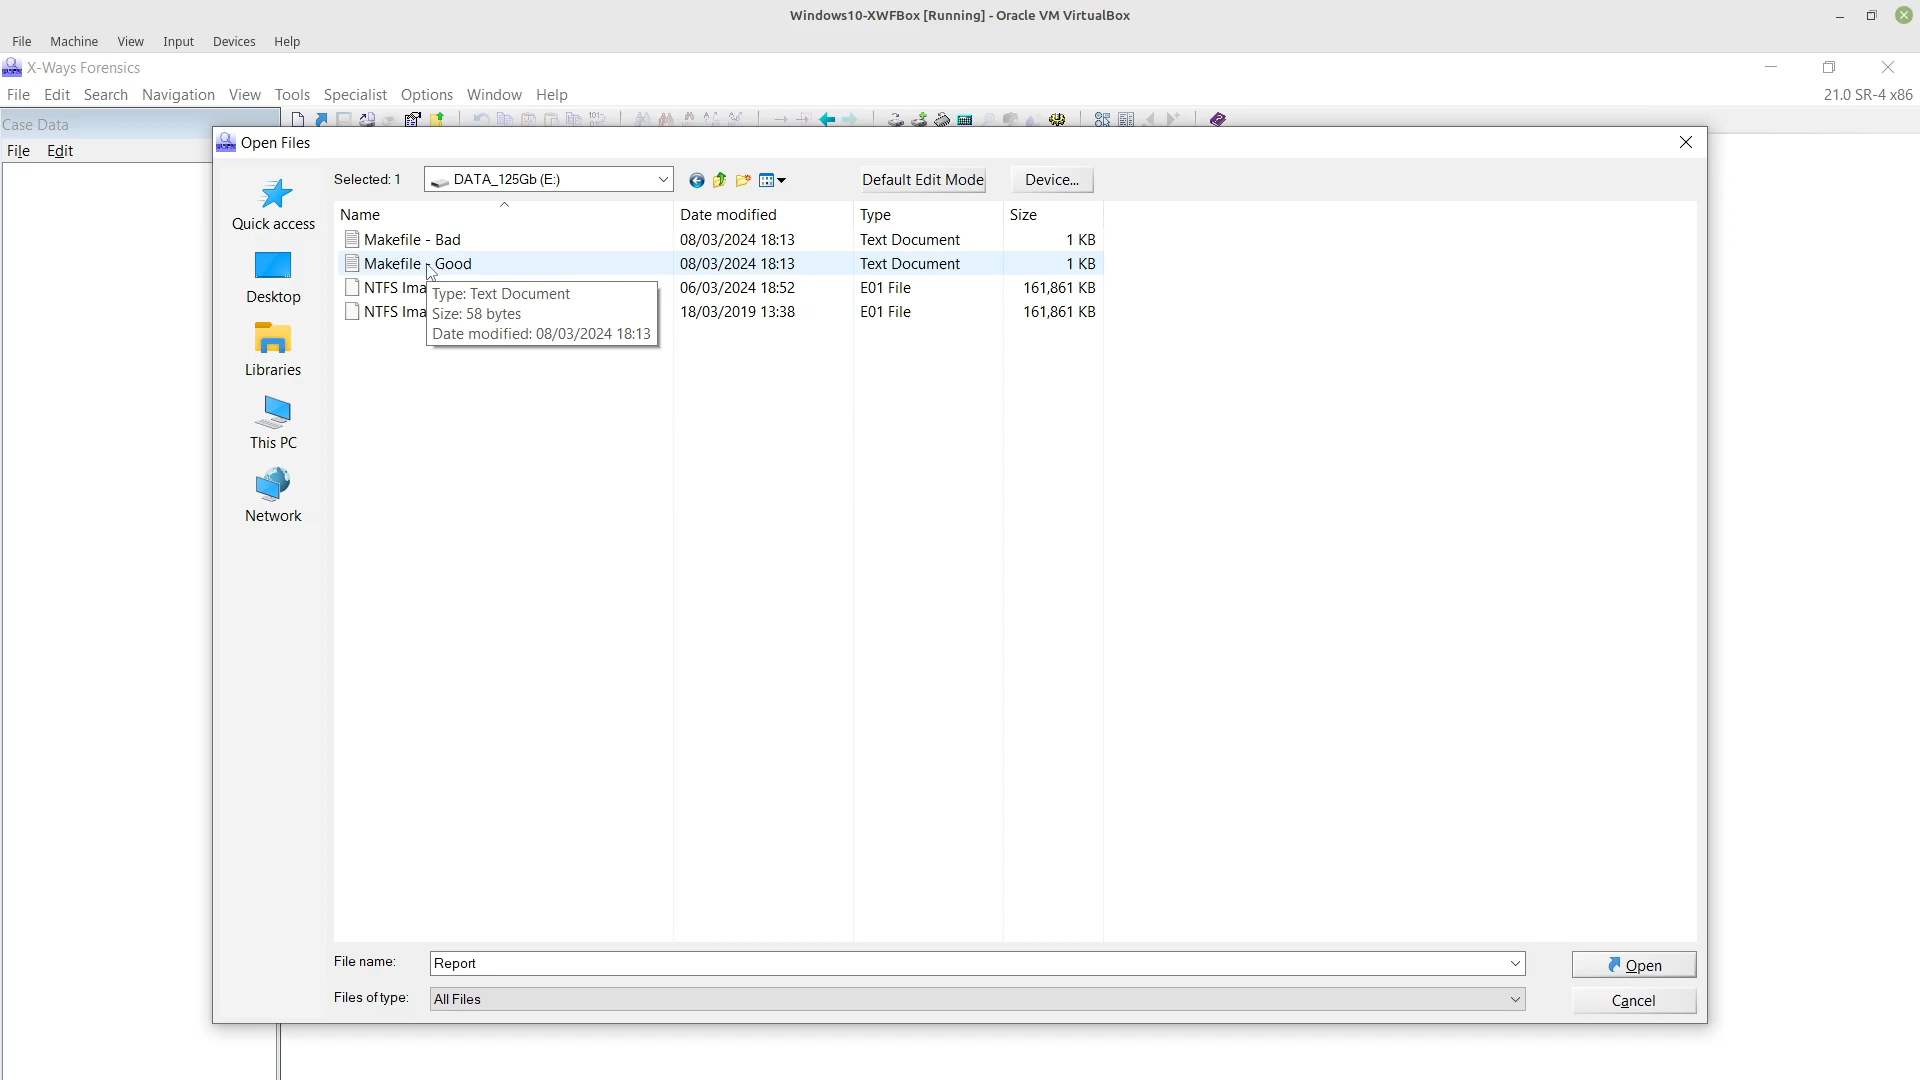 Windows10-XWFBox [Running] - Oracle VM VirtualBox
File Machine View Input Devices Help
X-Ways Forensics
File Edit Search Navigation View Tools Specialist Options Window Help 21.0 SR-4 x86
Case Data
File Edit
Open Files
Selected: 1 DATA_125Gb (E:) Default Edit Mode Device...
Quick access
Desktop
Libraries
This PC
Network
Name Date modified Type Size
Makefile - Bad 08/03/2024 18:13 Text Document 1 KB
Makefile - Good 08/03/2024 18:13 Text Document 1 KB
NTFS Ima 06/03/2024 18:52 E01 File 161,861 KB
NTFS Ima 18/03/2019 13:38 E01 File 161,861 KB
Type: Text Document
Size: 58 bytes
Date modified: 08/03/2024 18:13
File name: Report Open
Files of type: All Files Cancel